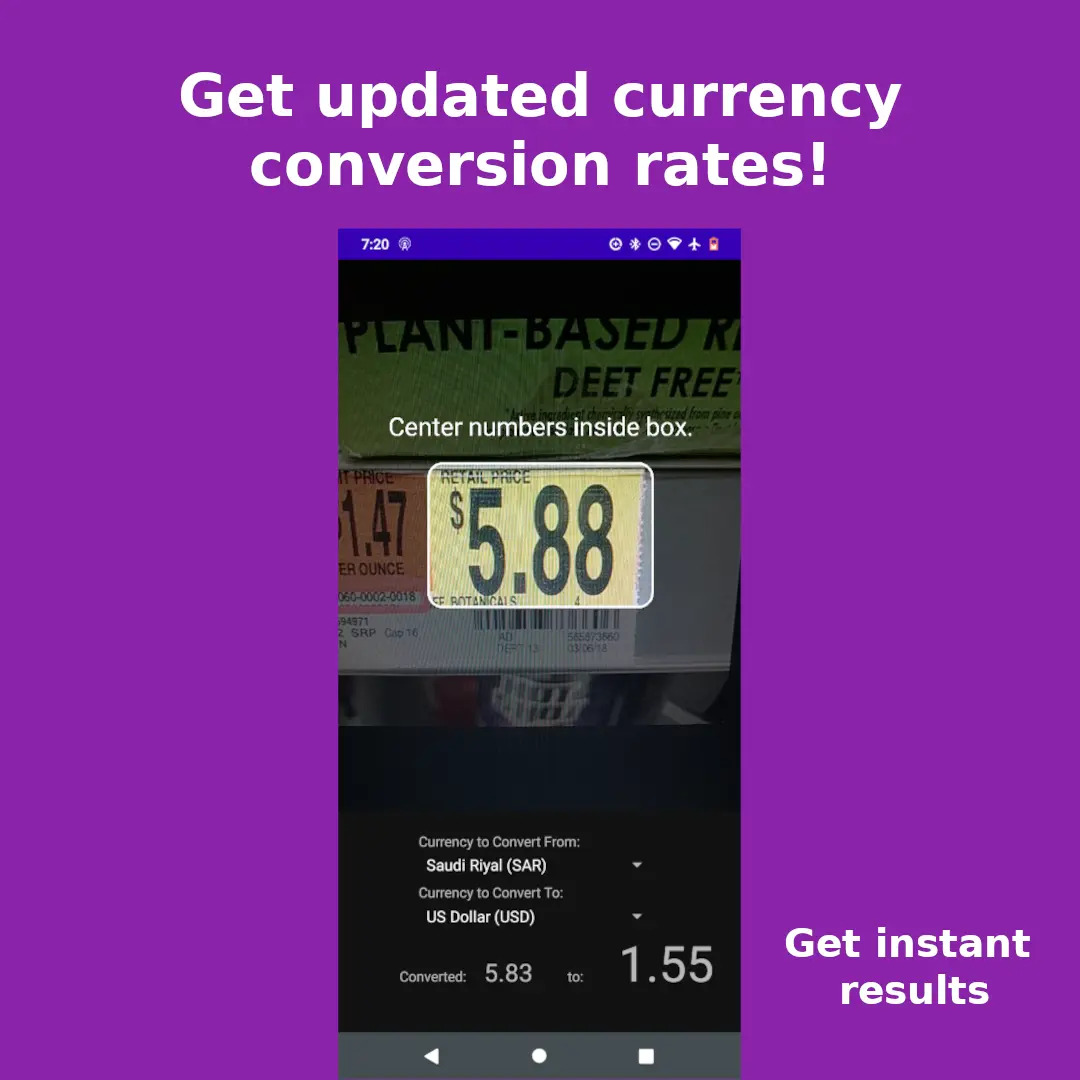 Get updated currency
conversion rates!
7:20
PLANT-BASED
DEET FREE
Center numbers inside box.
PRICE
RETAIL PRICE
1.47
$5.88
ER OUNCE
060-0002-0018
BOTANICALS 4
594971
2 SRP Cap 16
AD
DEPT 13 03/06/18
N
Currency to Convert From:
Saudi Riyal (SAR)
Currency to Convert To:
US Dollar (USD)
Converted: 5.83 to: 1.55
Get instant
results